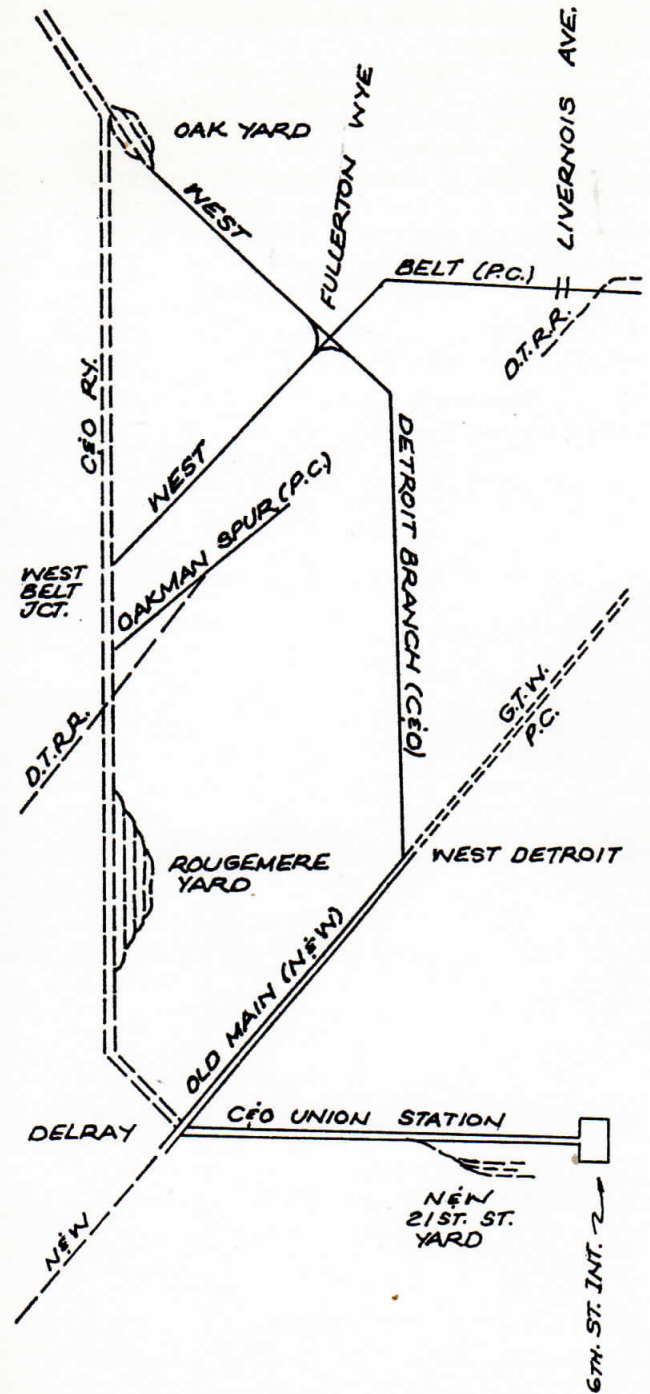 OAK YARD
WEST
FULLERTON WYE
LIVERNOIS AVE.
BELT (P.C.)
D.T.R.R.
C&O RY.
WEST
DETROIT BRANCH (C&O)
OAKMAN SPUR (P.C.)
WEST
BELT
JCT.
D.T.R.R.
G.T.W.
P.C.
ROUGEMERE
YARD
WEST DETROIT
OLD MAIN (N&W)
DELRAY
C&O UNION STATION
N&W
N&W
21ST. ST.
YARD
6TH. ST. INT.